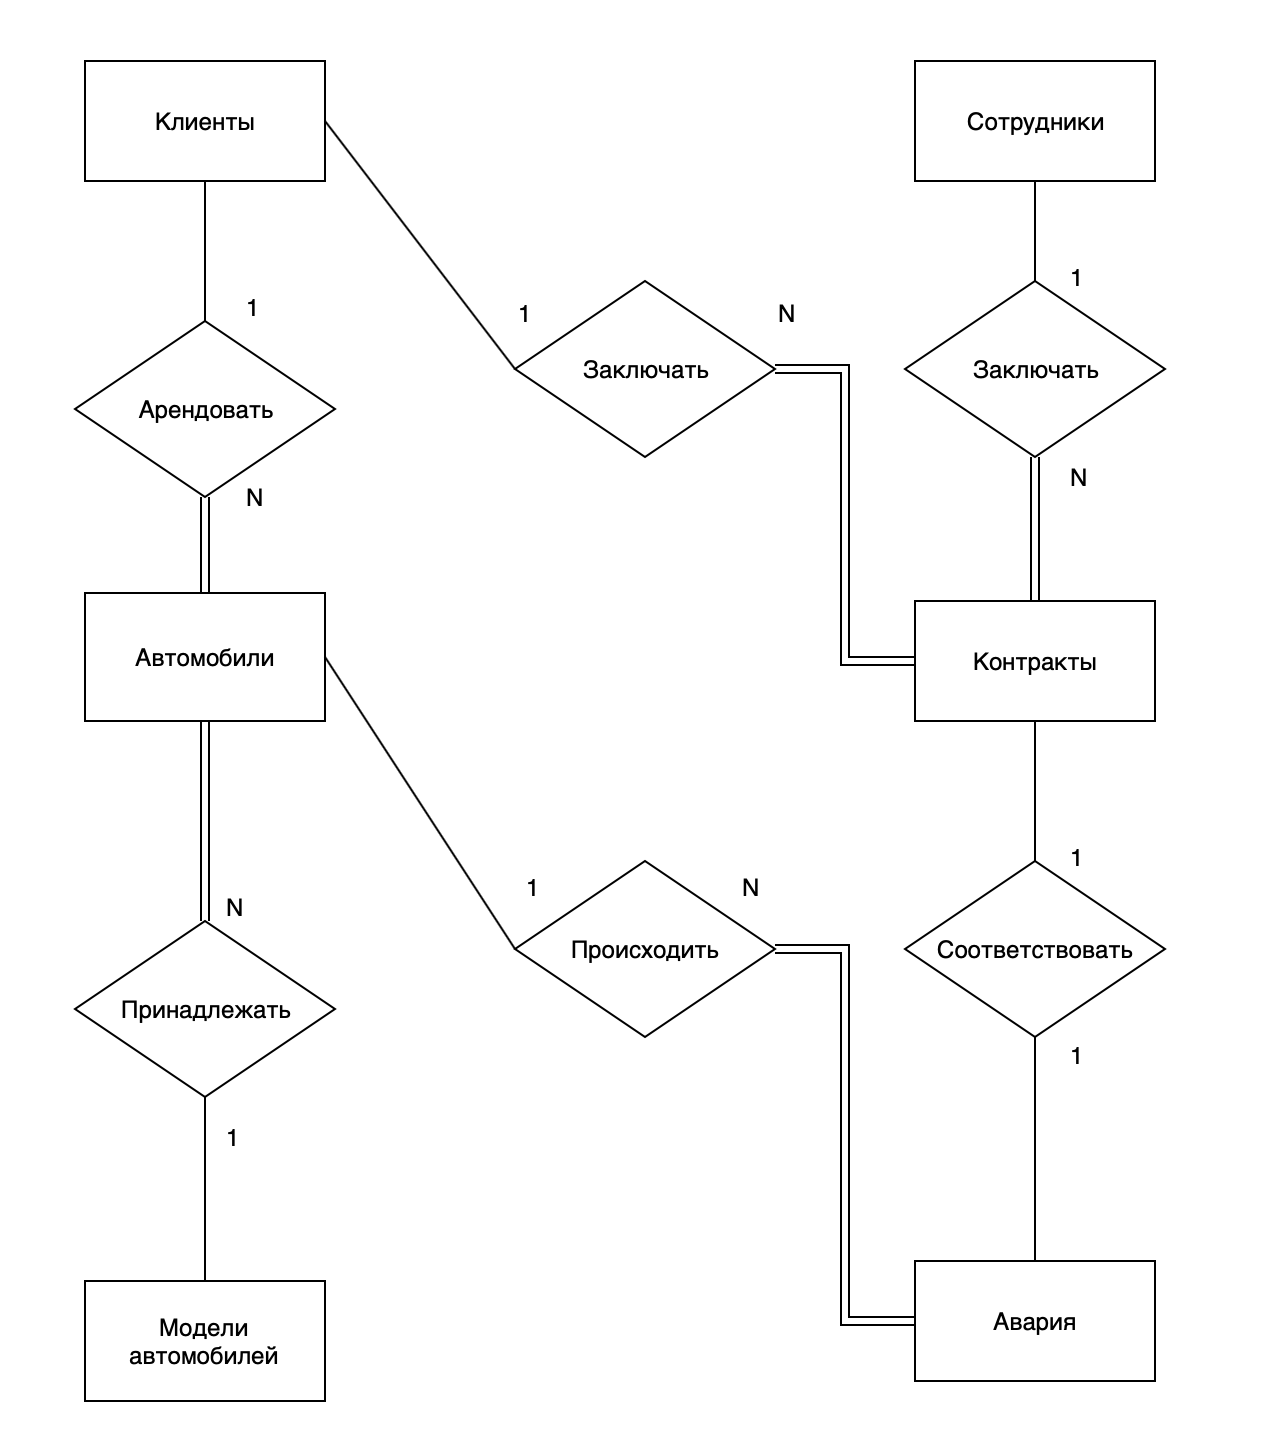 Клиенты
Сотрудники
1
1
N
1
Заключать
Заключать
Арендовать
N
N
Автомобили
Контракты
1
1
N
N
Происходить
Соответствовать
Принадлежать
1
1
Модели
автомобилей
Авария